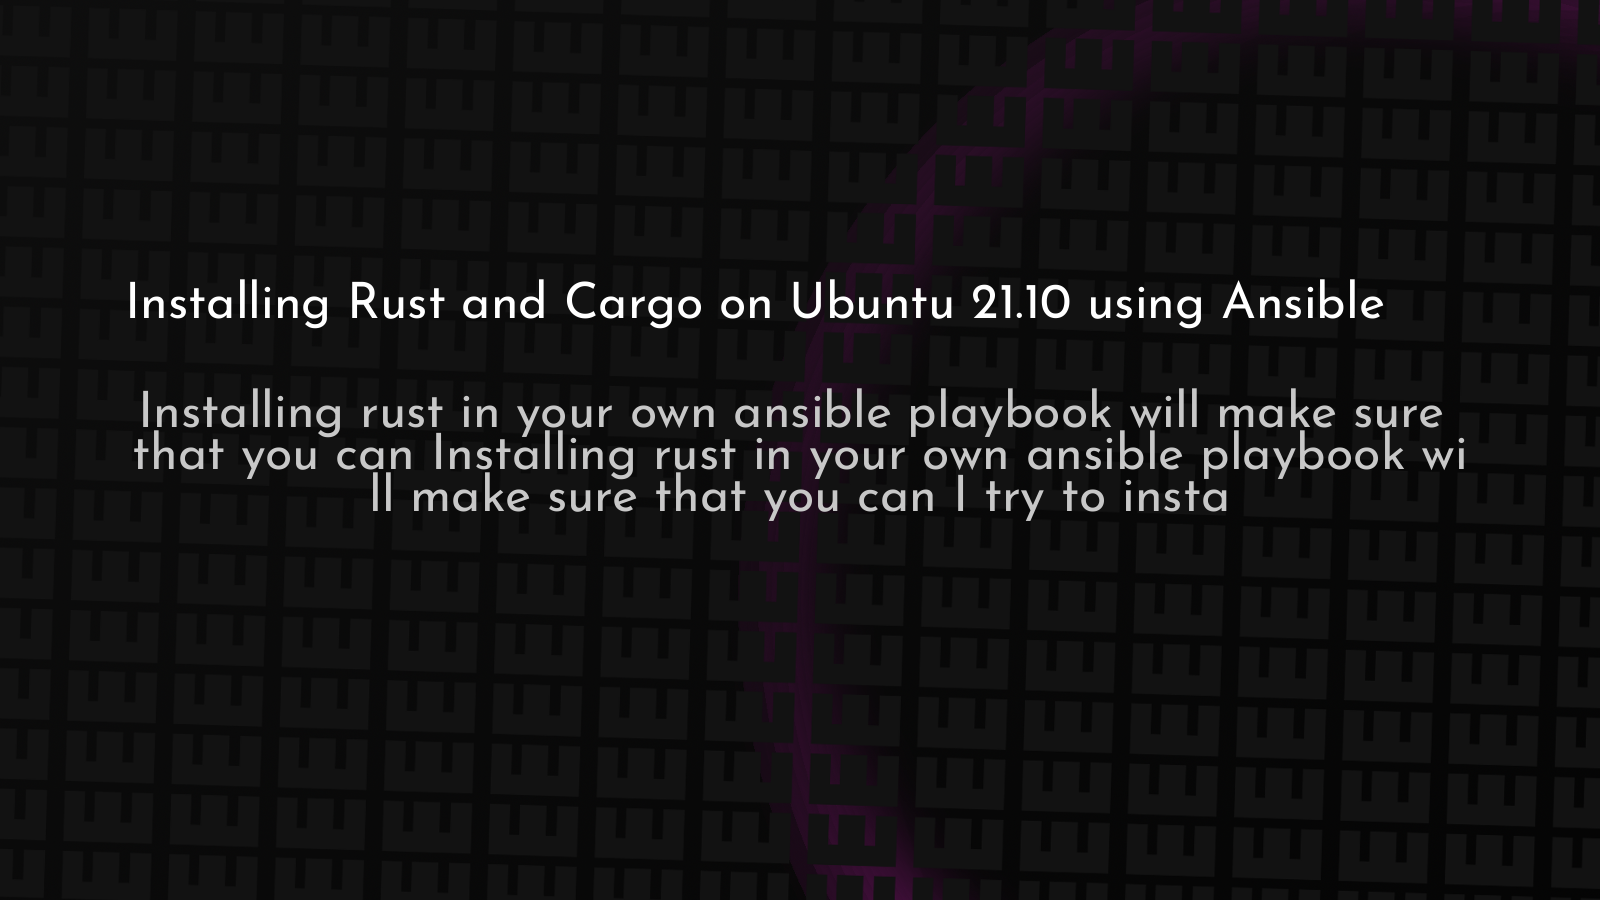 Installing Rust and Cargo on Ubuntu 21.10 using Ansible
Installing rust in your own ansible playbook will make sure
that you can Installing rust in your own ansible playbook wi
ll make sure that you can I try to insta